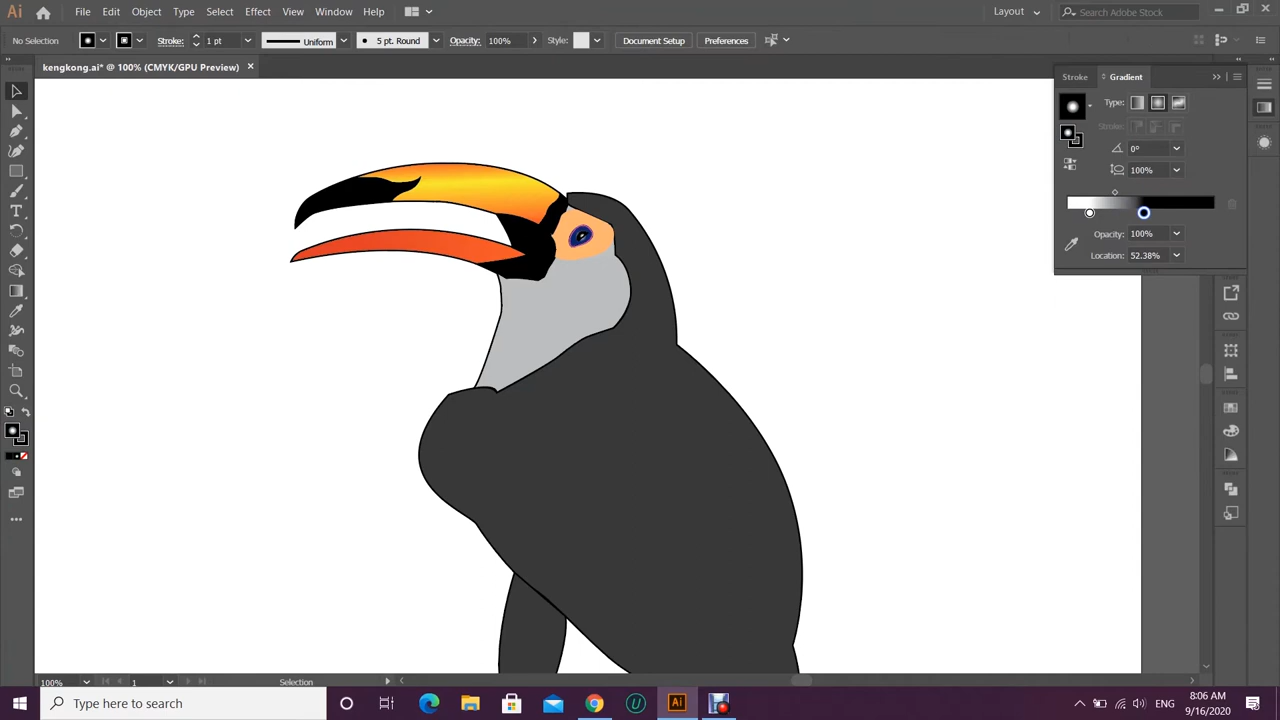 Ai File Edit Object Type Select Effect View Window Help Layout Search Adobe Stock
No Selection Stroke: 1 pt Uniform 5 pt. Round Opacity: 100% Style: Document Setup Preferences
kengkong.ai* @ 100% (CMYK/GPU Preview)
Stroke Gradient
Type:
Stroke:
0°
100%
Opacity: 100%
Location: 52.38%
100% 1 Selection
Type here to search
Ai
ENG
8:06 AM
9/16/2020